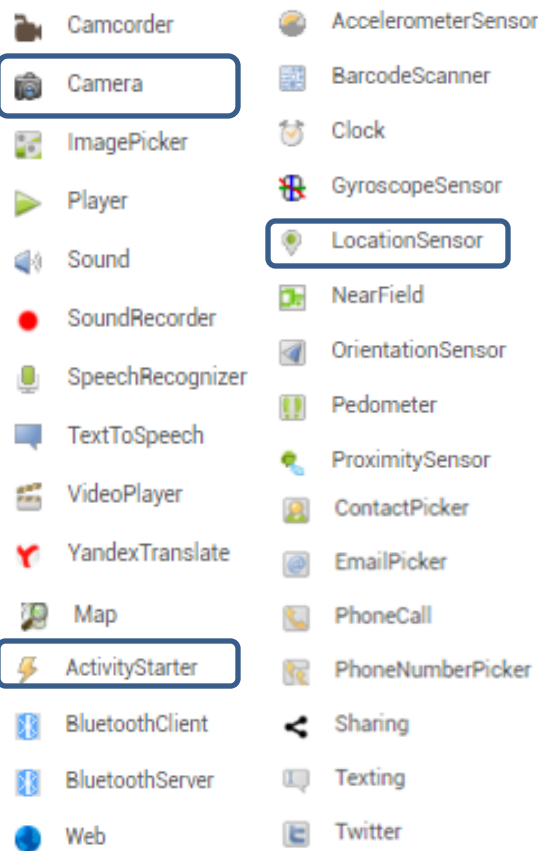 Camcorder
Camera
ImagePicker
Player
Sound
SoundRecorder
SpeechRecognizer
TextToSpeech
VideoPlayer
YandexTranslate
Map
ActivityStarter
BluetoothClient
BluetoothServer
Web
AccelerometerSensor
BarcodeScanner
Clock
GyroscopeSensor
LocationSensor
NearField
OrientationSensor
Pedometer
ProximitySensor
ContactPicker
EmailPicker
PhoneCall
PhoneNumberPicker
Sharing
Texting
Twitter